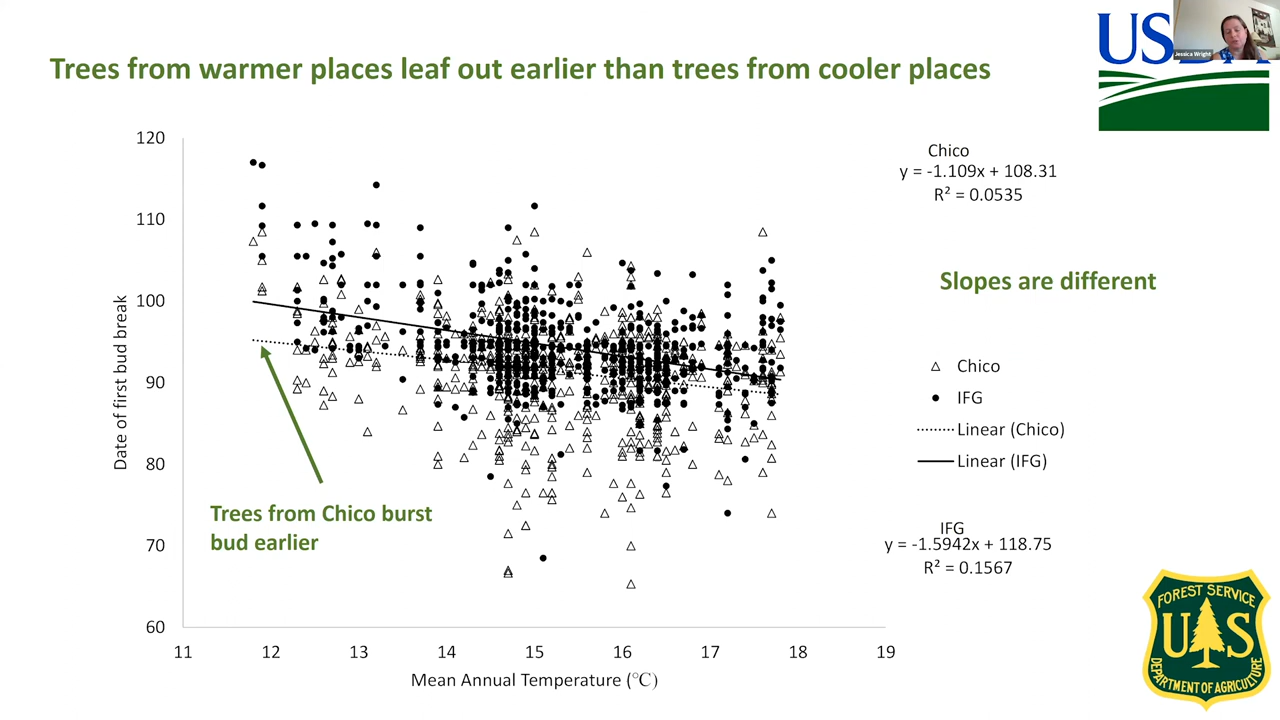 Trees from warmer places leaf out earlier than trees from cooler places
US
Jessica Wright
Chico
y = -1.109x + 108.31
R² = 0.0535
Slopes are different
Chico
IFG
Linear (Chico)
Linear (IFG)
IFG
y = -1.5942x + 118.75
R² = 0.1567
Date of first bud break
120
110
100
90
80
70
60
11
12
13
14
15
16
17
18
19
Mean Annual Temperature (°C)
Trees from Chico burst
bud earlier
FOREST SERVICE
U S
DEPARTMENT OF AGRICULTURE